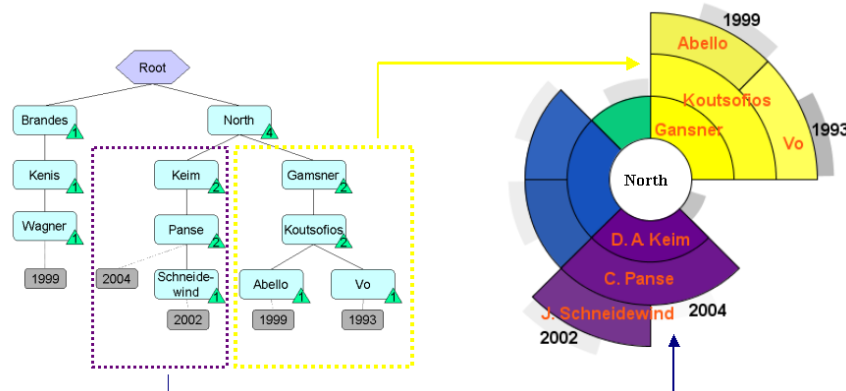 Root
Brandes
1
North
4
Kenis
1
Keim
2
Gamsner
2
Wagner
1
Panse
2
Koutsofios
2
1999
2004
Schneide-
wind
1
Abello
1
Vo
1
2002
1999
1993
1999
Abello
Koutsofios
Gansner
1993
Vo
North
D. A. Keim
C. Panse
J. Schneidewind
2004
2002